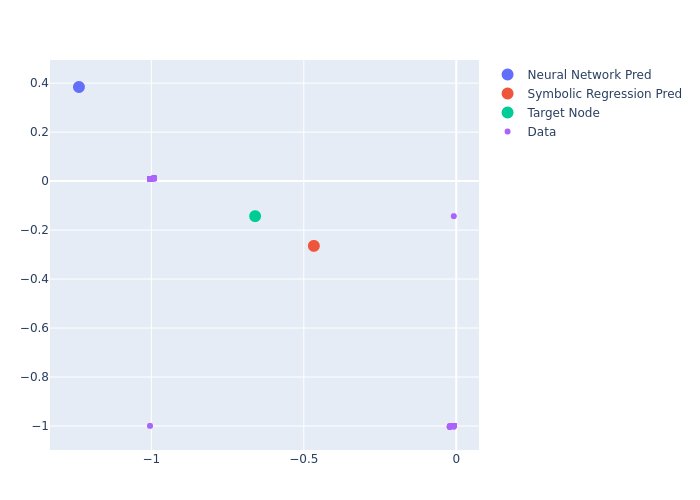 Neural Network Pred
Symbolic Regression Pred
Target Node
Data
0.4
0.2
0
−0.2
−0.4
−0.6
−0.8
−1
−1
−0.5
0